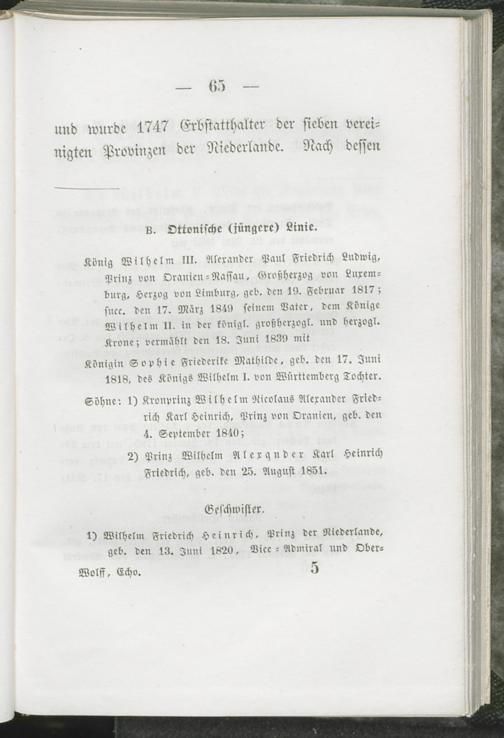 — 65 —
und wurde 1747 Erbstatthalter der sieben verei=
nigten Provinzen der Niederlande. Nach dessen
B. Ottonische (jüngere) Linie.
König Wilhelm III. Alexander Paul Friedrich Ludwig,
Prinz von Oranien=Nassau, Großherzog von Luxem=
burg, Herzog von Limburg, geb. den 19. Februar 1817;
succ. den 17. März 1849 seinem Vater, dem Könige
Wilhelm II. in der königl. großherzogl. und herzogl.
Krone; vermählt den 18. Juni 1839 mit
Königin Sophie Friederike Mathilde, geb. den 17. Juni
1818, des Königs Wilhelm I. von Württemberg Tochter.
Söhne: 1) Kronprinz Wilhelm Nicolaus Alexander Fried=
rich Karl Heinrich, Prinz von Oranien, geb. den
4. September 1840;
2) Prinz Wilhelm Alexander Karl Heinrich
Friedrich, geb. den 25. August 1851.
Geschwister.
1) Wilhelm Friedrich Heinrich, Prinz der Niederlande,
geb. den 13. Juni 1820, Vice=Admiral und Ober=
Wolff, Echo. 5